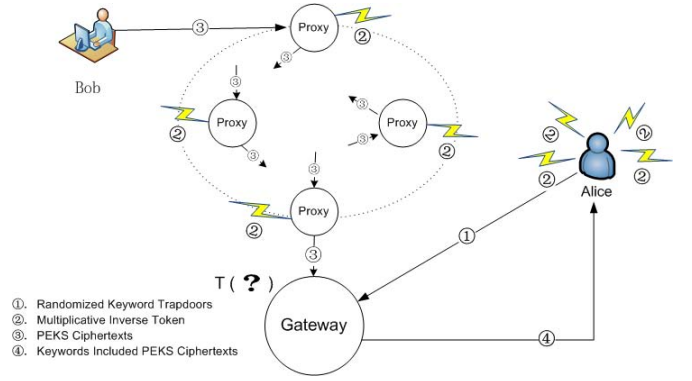 ③
Proxy
②
③
Bob
③
③
Proxy
Proxy
②
③
③
②
②
②
②
②
Alice
③
Proxy
②
①
③
T ( ? )
Gateway
④
①. Randomized Keyword Trapdoors
②. Multiplicative Inverse Token
③. PEKS Ciphertexts
④. Keywords Included PEKS Ciphertexts